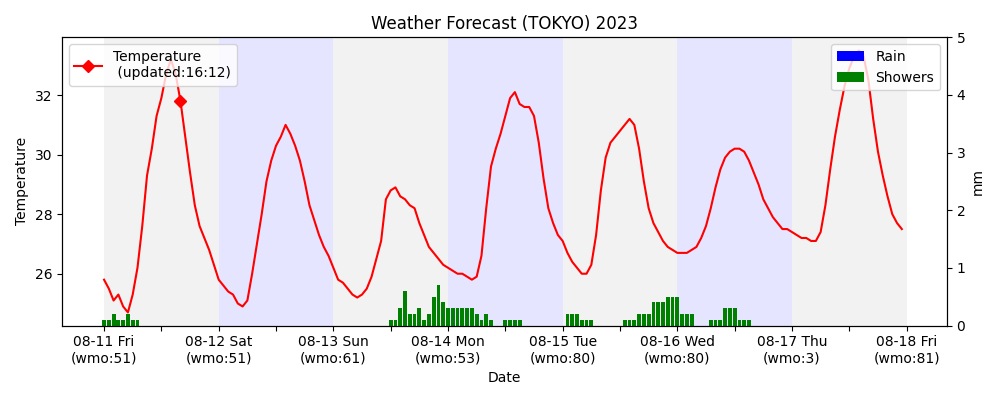 Weather Forecast (TOKYO) 2023
Temperature
(updated:16:12)
Rain
Showers
Temperature
32
30
28
26
5
4
3
2
1
0
mm
08-11 Fri
(wmo:51)
08-12 Sat
(wmo:51)
08-13 Sun
(wmo:61)
08-14 Mon
(wmo:53)
08-15 Tue
(wmo:80)
08-16 Wed
(wmo:80)
08-17 Thu
(wmo:3)
08-18 Fri
(wmo:81)
Date